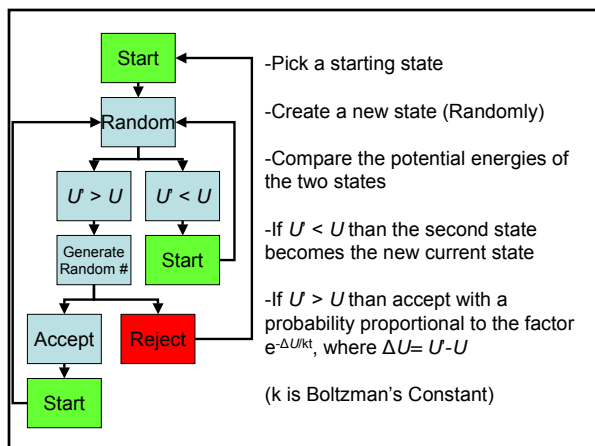 Start
Random
U' > U
U' < U
Generate
Random #
Start
Accept
Reject
Start
-Pick a starting state
-Create a new state (Randomly)
-Compare the potential energies of
the two states
-If U' < U than the second state
becomes the new current state
-If U' > U than accept with a
probability proportional to the factor
e-ΔU/kt, where ΔU= U'-U
(k is Boltzman's Constant)